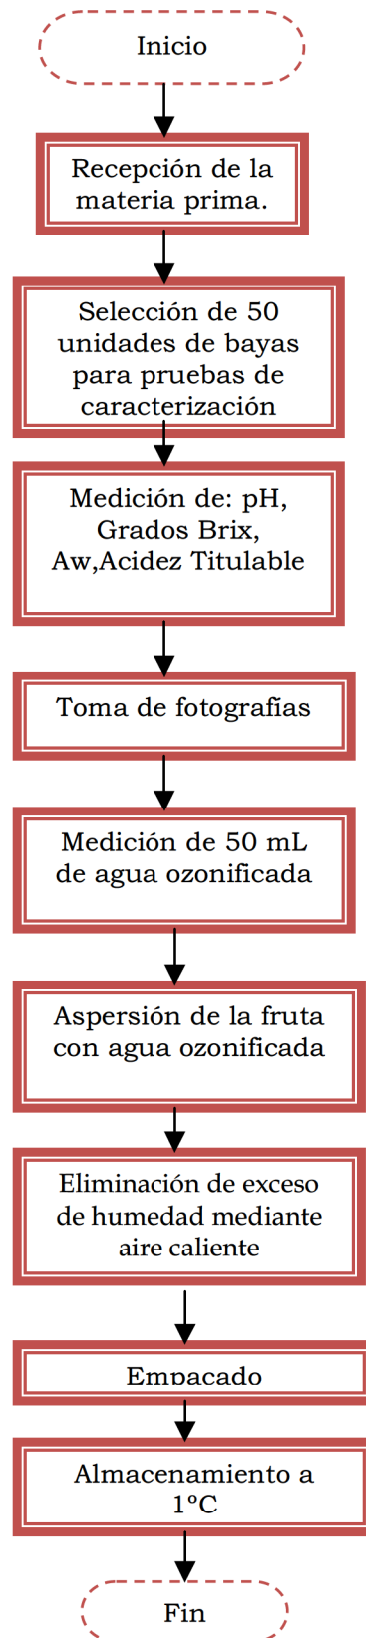 Inicio
Recepción de la
materia prima.
Selección de 50
unidades de bayas
para pruebas de
caracterización
Medición de: pH,
Grados Brix,
Aw,Acidez Titulable
Toma de fotografías
Medición de 50 mL
de agua ozonificada
Aspersión de la fruta
con agua ozonificada
Eliminación de exceso
de humedad mediante
aire caliente
Empacado
Almacenamiento a
1°C
Fin